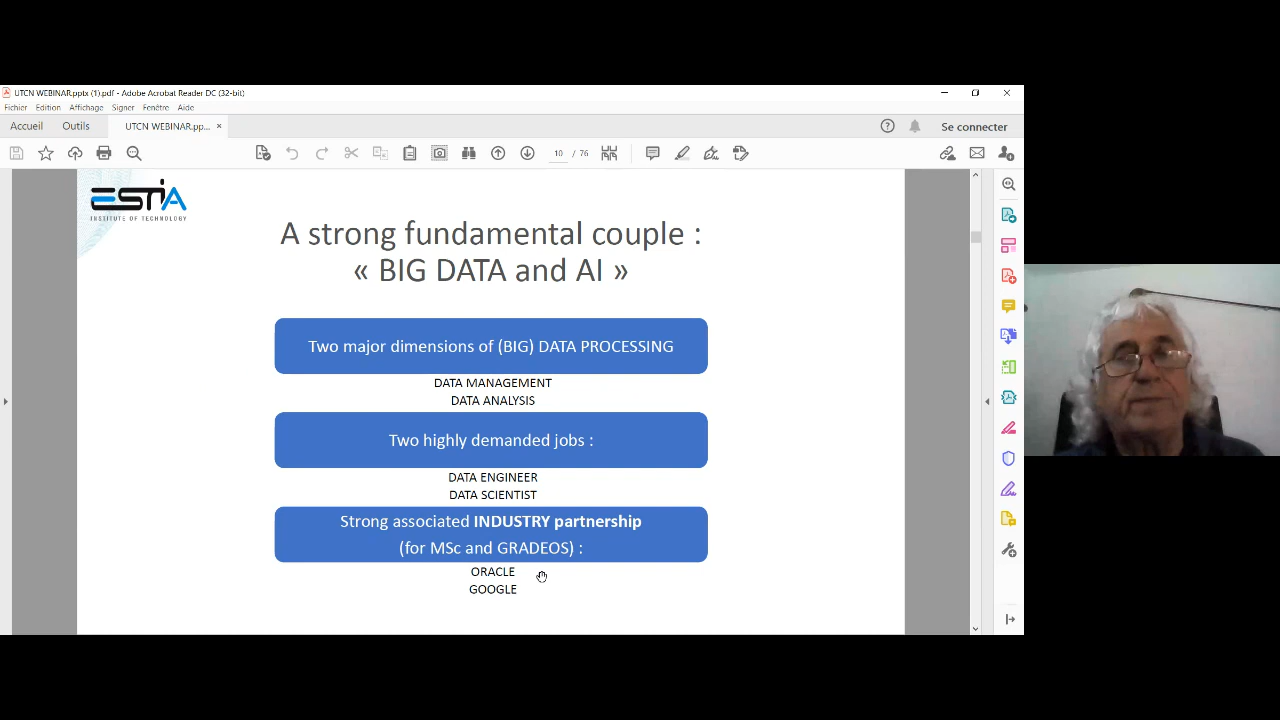 UTCN WEBINAR.pptx (1).pdf - Adobe Acrobat Reader DC (32-bit)
Fichier Edition Affichage Signer Fenêtre Aide
Accueil Outils UTCN WEBINAR.pp... × Se connecter
10 / 76
ESTIA
INSTITUTE OF TECHNOLOGY
A strong fundamental couple :
« BIG DATA and AI »
Two major dimensions of (BIG) DATA PROCESSING
DATA MANAGEMENT
DATA ANALYSIS
Two highly demanded jobs :
DATA ENGINEER
DATA SCIENTIST
Strong associated INDUSTRY partnership
(for MSc and GRADEOS) :
ORACLE
GOOGLE